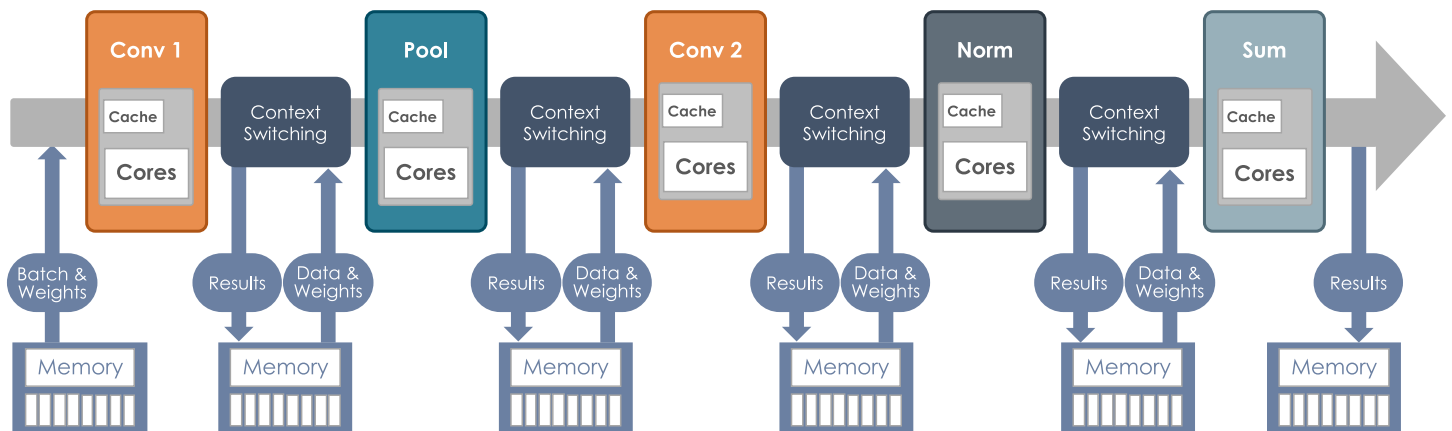 Conv 1
Pool
Conv 2
Norm
Sum
Context
Switching
Context
Switching
Context
Switching
Context
Switching
Cache
Cores
Cache
Cores
Cache
Cores
Cache
Cores
Cache
Cores
Batch &
Weights
Results
Data &
Weights
Results
Data &
Weights
Results
Data &
Weights
Results
Data &
Weights
Results
Memory
Memory
Memory
Memory
Memory
Memory